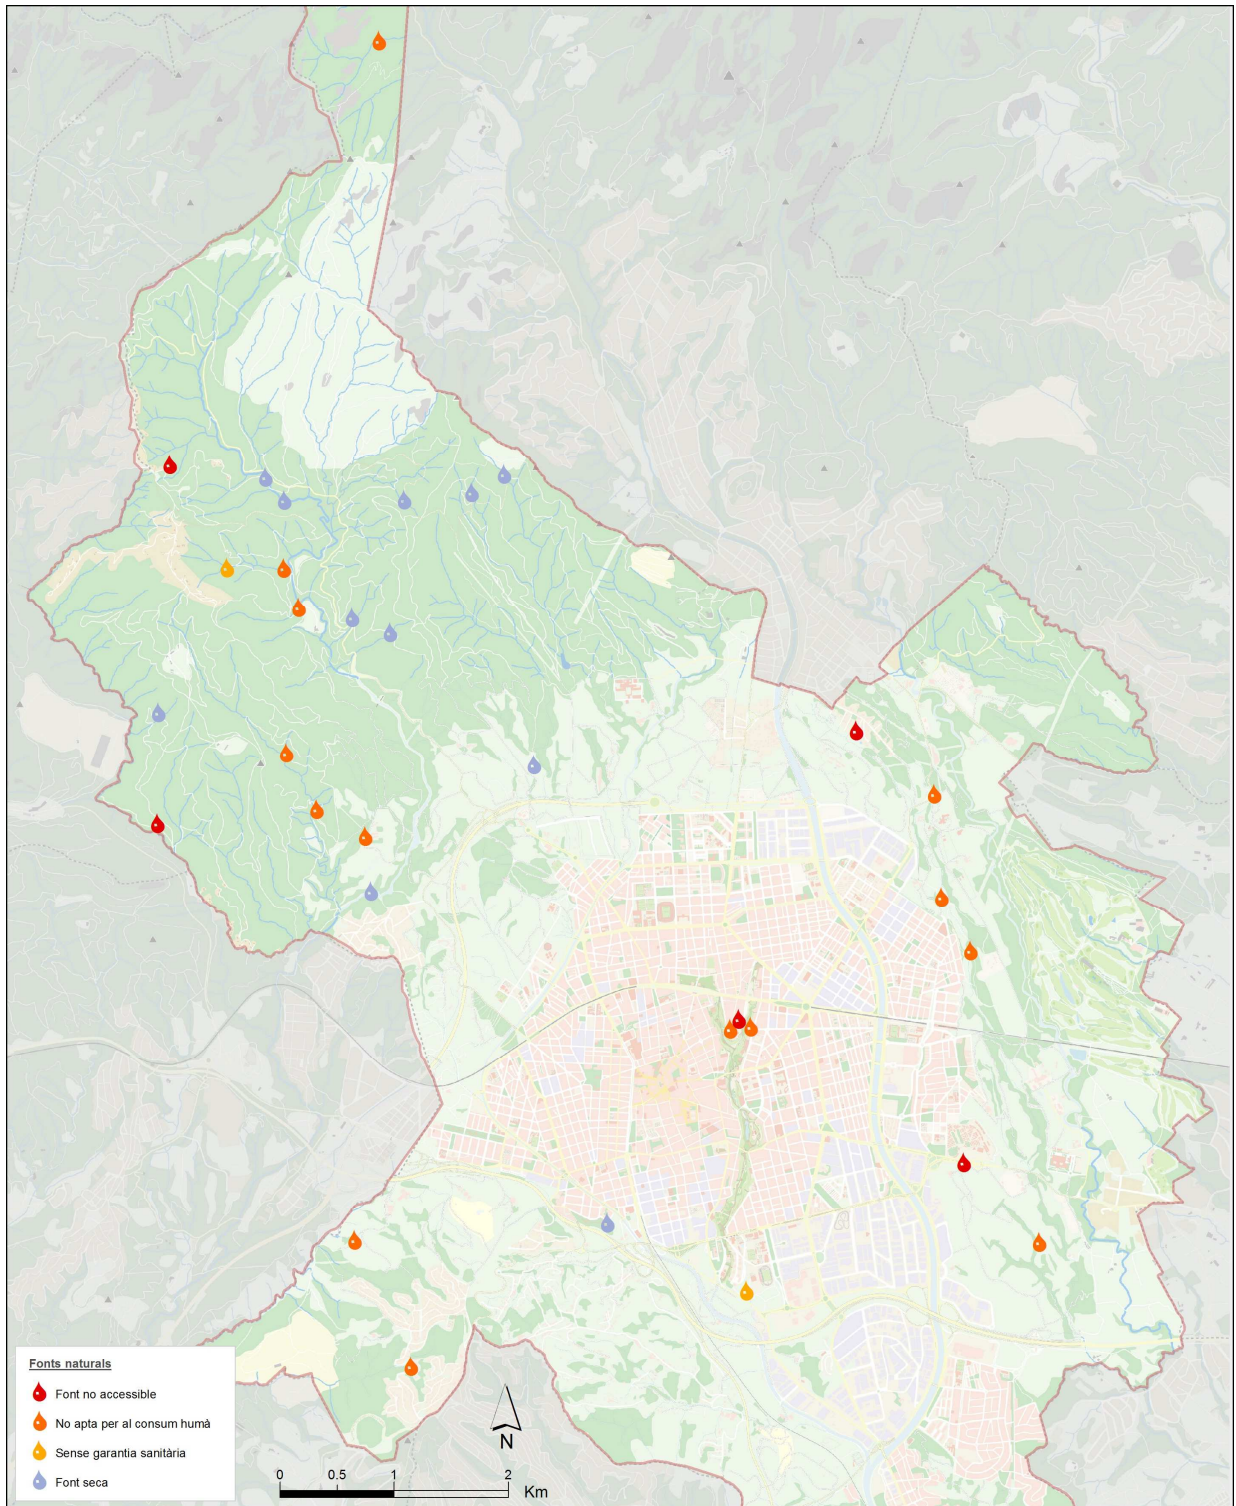 Fonts naturals
Font no accessible
No apta per al consum humà
Sense garantia sanitària
Font seca
N
0 0.5 1 2
Km